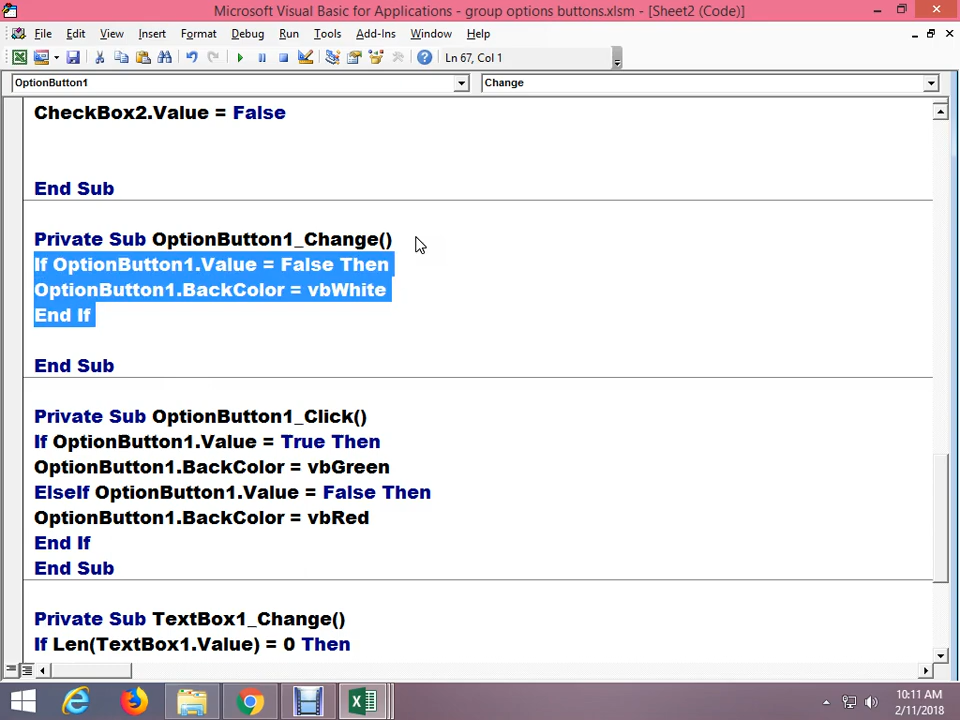 Microsoft Visual Basic for Applications - group options buttons.xlsm - [Sheet2 (Code)]
File Edit View Insert Format Debug Run Tools Add-Ins Window Help
Ln 67, Col 1
OptionButton1 Change
CheckBox2.Value = False
End Sub
Private Sub OptionButton1_Change()
If OptionButton1.Value = False Then
OptionButton1.BackColor = vbWhite
End If
End Sub
Private Sub OptionButton1_Click()
If OptionButton1.Value = True Then
OptionButton1.BackColor = vbGreen
ElseIf OptionButton1.Value = False Then
OptionButton1.BackColor = vbRed
End If
End Sub
Private Sub TextBox1_Change()
If Len(TextBox1.Value) = 0 Then
10:11 AM
2/11/2018